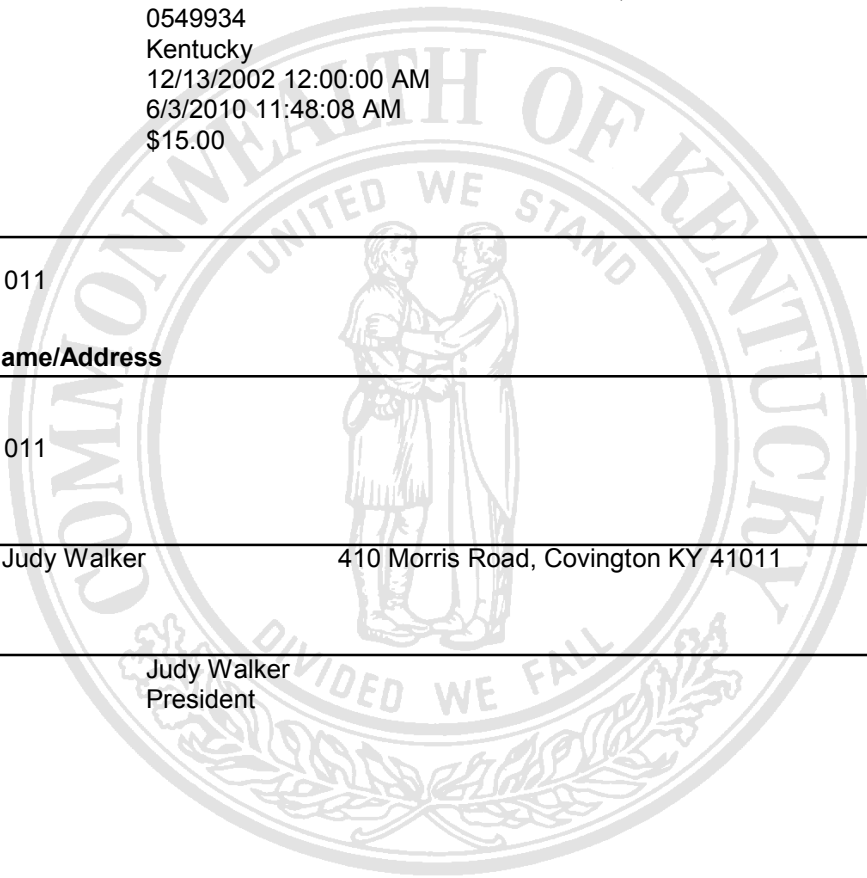 0549934
Kentucky
12/13/2002 12:00:00 AM
6/3/2010 11:48:08 AM
$15.00
COMMONWEALTH OF KENTUCKY
UNITED WE STAND
011
ame/Address
011
Judy Walker 410 Morris Road, Covington KY 41011
DIVIDED WE FALL
Judy Walker
President